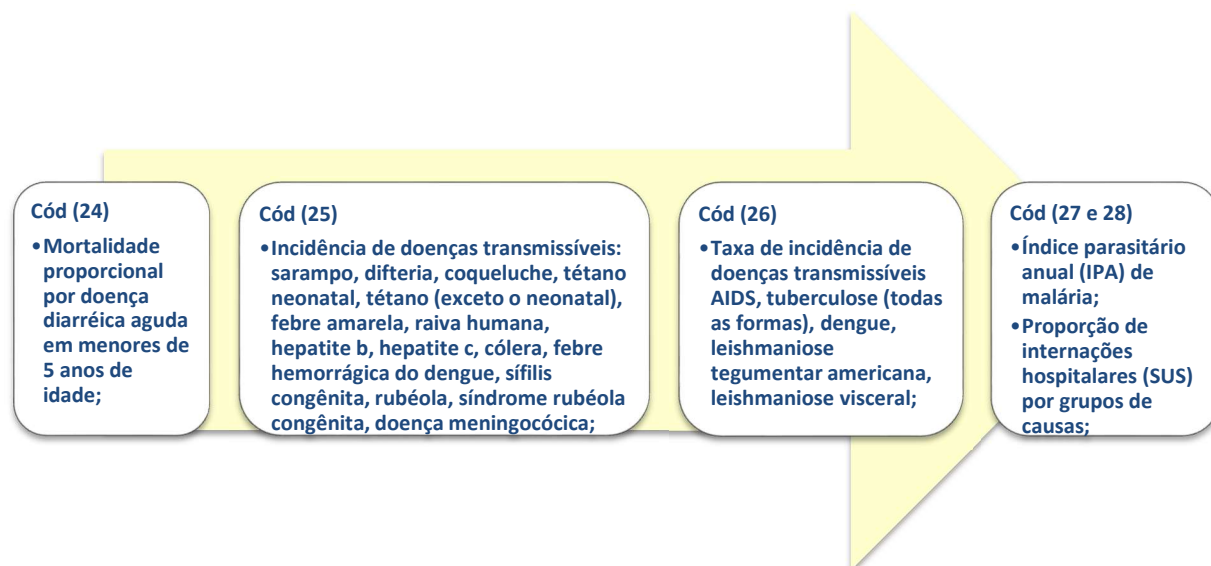 Cód (24)
•Mortalidade
proporcional
por doença
diarréica aguda
em menores de
5 anos de
idade;
Cód (25)
•Incidência de doenças transmissíveis:
sarampo, difteria, coqueluche, tétano
neonatal, tétano (exceto o neonatal),
febre amarela, raiva humana,
hepatite b, hepatite c, cólera, febre
hemorrágica do dengue, sífilis
congênita, rubéola, síndrome rubéola
congênita, doença meningocócica;
Cód (26)
•Taxa de incidência de
doenças transmissíveis
AIDS, tuberculose (todas
as formas), dengue,
leishmaniose
tegumentar americana,
leishmaniose visceral;
Cód (27 e 28)
•Índice parasitário
anual (IPA) de
malária;
•Proporção de
internações
hospitalares (SUS)
por grupos de
causas;